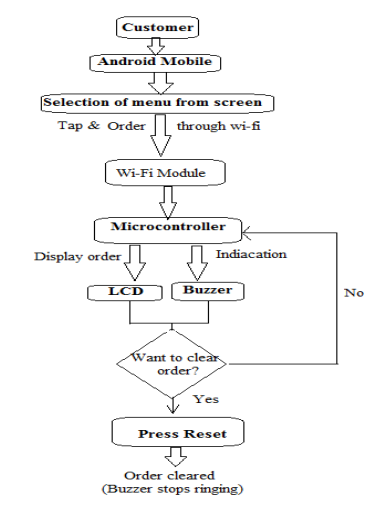 Customer
Android Mobile
Selection of menu from screen
Tap & Order through wi-fi
Wi-Fi Module
Microcontroller
Display order
Indiacation
LCD
Buzzer
No
Want to clear
order?
Yes
Press Reset
Order cleared
(Buzzer stops ringing)